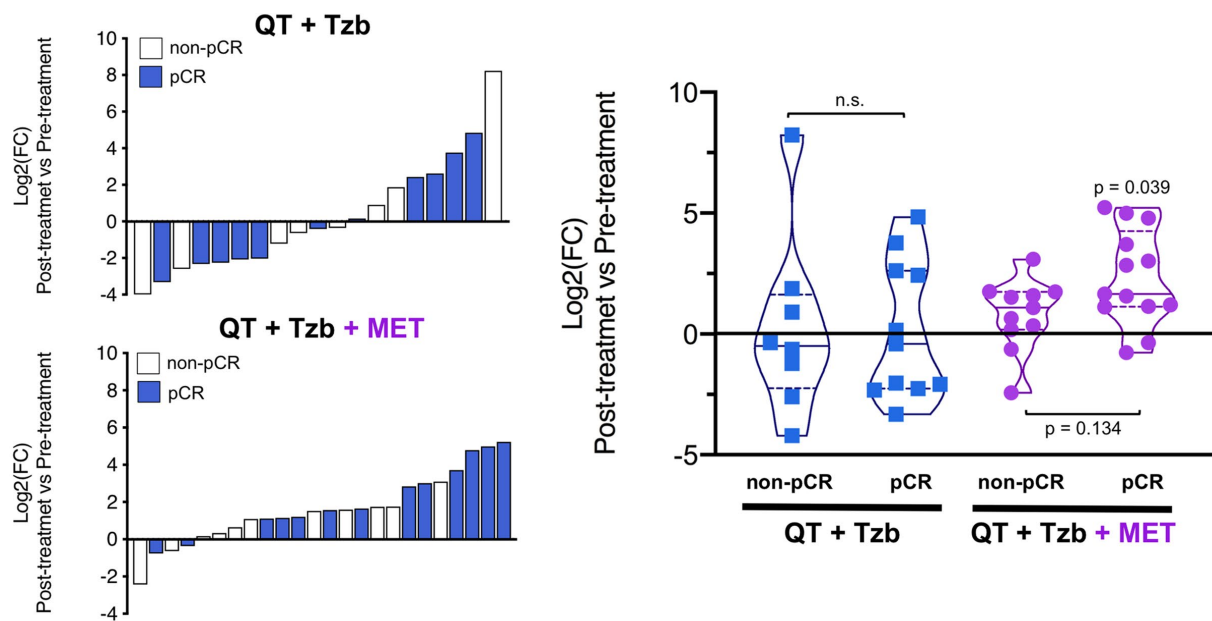 QT + Tzb
Log2(FC)
Post-treatmet vs Pre-treatment
10
8
6
4
2
0
-2
-4
non-pCR
pCR
QT + Tzb + MET
Log2(FC)
Post-treatmet vs Pre-treatment
10
8
6
4
2
0
-2
-4
non-pCR
pCR
Log2(FC)
Post-treatmet vs Pre-treatment
10
5
0
-5
n.s.
p = 0.039
p = 0.134
non-pCR pCR non-pCR pCR
QT + Tzb QT + Tzb + MET